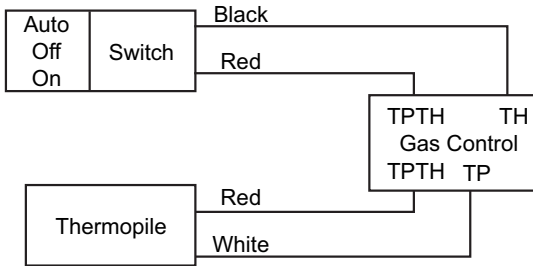 Auto
Off
On
Switch
Black
Red
TPTH TH
Gas Control
TPTH TP
Thermopile
Red
White